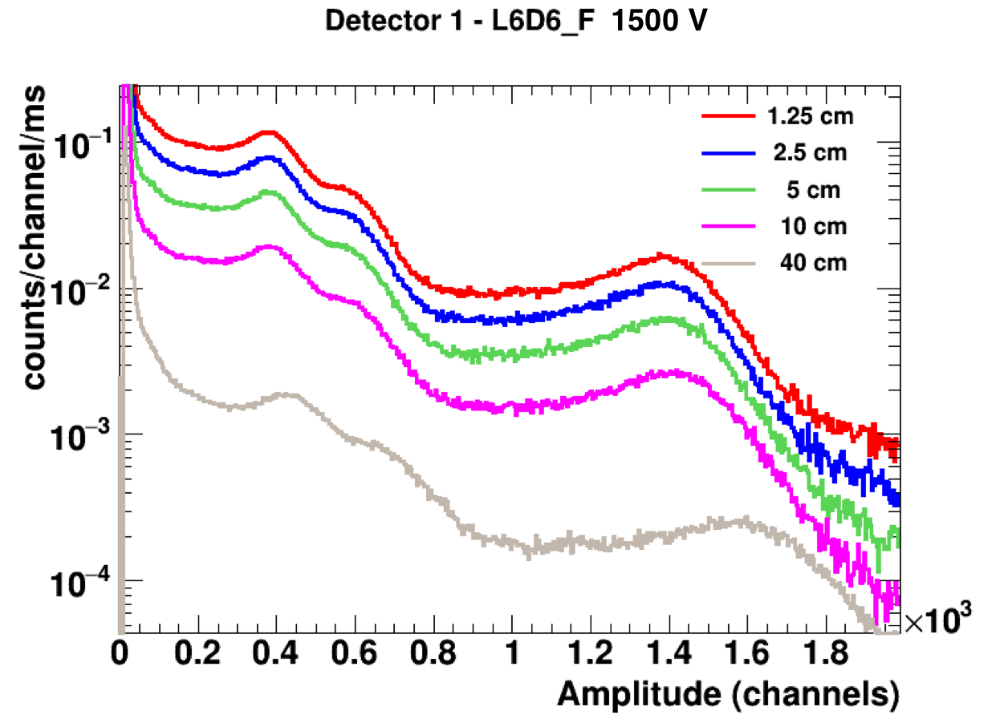 Detector 1 - L6D6_F 1500 V
counts/channel/ms
10⁻¹
10⁻²
10⁻³
10⁻⁴
1.25 cm
2.5 cm
5 cm
10 cm
40 cm
0 0.2 0.4 0.6 0.8 1 1.2 1.4 1.6 1.8
×10³
Amplitude (channels)